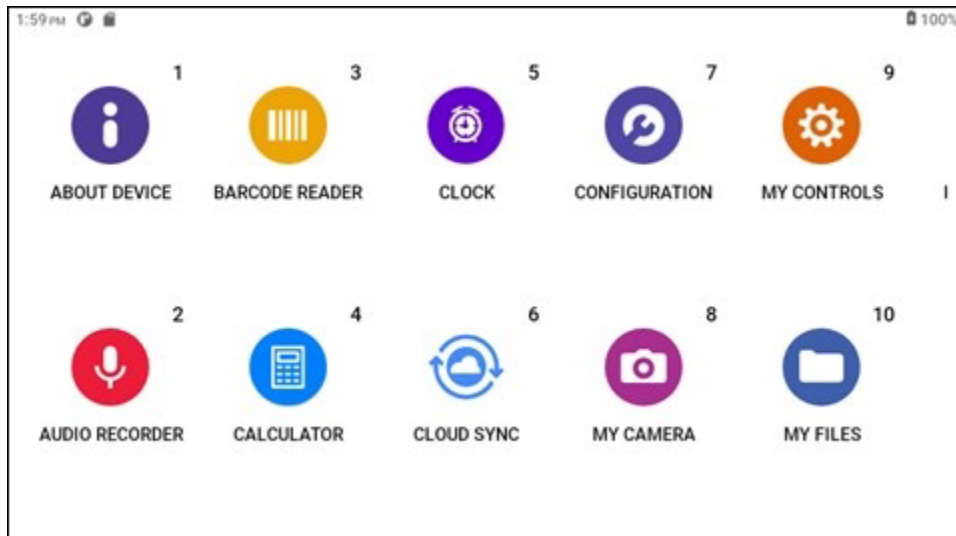 1:59 PM 100%
1 3 5 7 9
ABOUT DEVICE BARCODE READER CLOCK CONFIGURATION MY CONTROLS
2 4 6 8 10
AUDIO RECORDER CALCULATOR CLOUD SYNC MY CAMERA MY FILES